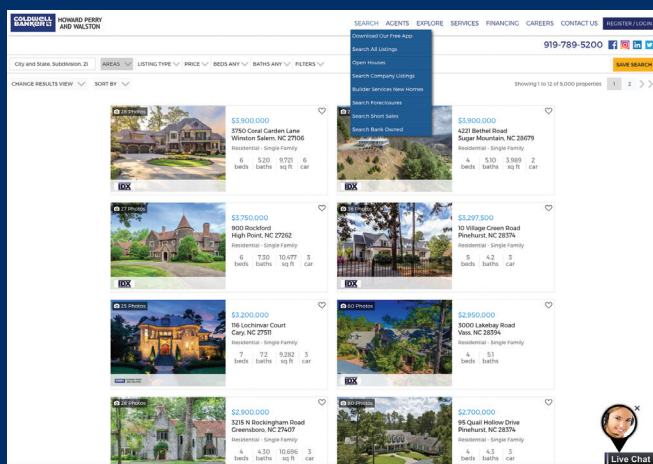 COLDWELL BANKER HOWARD PERRY AND WALSTON
SEARCH AGENTS EXPLORE SERVICES FINANCING CAREERS CONTACT US REGISTER/LOGIN
Download Our Free App
Search All Listings
Open Houses
Search Company Listings
Builder Services New Homes
Search Foreclosures
Search Short Sales
Search Bank Owned
919-789-5200
City and State, Subdivision, Zi AREAS LISTING TYPE PRICE BEDS ANY BATHS ANY FILTERS SAVE SEARCH
CHANGE RESULTS VIEW SORT BY Showing 1 to 12 of 5,000 properties 1 2
28 Photos
$3,900,000
3750 Coral Garden Lane
Winston Salem, NC 27106
Residential - Single Family
6 5.20 9,721 6
beds baths sq ft car
IDX
$3,900,000
4221 Bethel Road
Sugar Mountain, NC 28679
Residential - Single Family
4 5.10 3,989 2
beds baths sq ft car
IDX
27 Photos
$3,750,000
900 Rockford
High Point, NC 27262
Residential - Single Family
6 7.30 10,477 3
beds baths sq ft car
IDX
Photos
$3,297,500
10 Village Green Road
Pinehurst, NC 28374
Residential - Single Family
5 4.2 3
beds baths car
IDX
25 Photos
$3,200,000
116 Lochinvar Court
Cary, NC 27511
Residential - Single Family
7 7.2 9,282 3
beds baths sq ft car
60 Photos
$2,950,000
3000 Lakebay Road
Vass, NC 28394
Residential - Single Family
4 5.1
beds baths
IDX
28 Photos
$2,900,000
3215 N Rockingham Road
Greensboro, NC 27407
Residential - Single Family
4 4.30 10,696 3
beds baths sq ft car
60 Photos
$2,700,000
95 Quail Hollow Drive
Pinehurst, NC 28374
Residential - Single Family
4 4.3 3
beds baths car
Live Chat